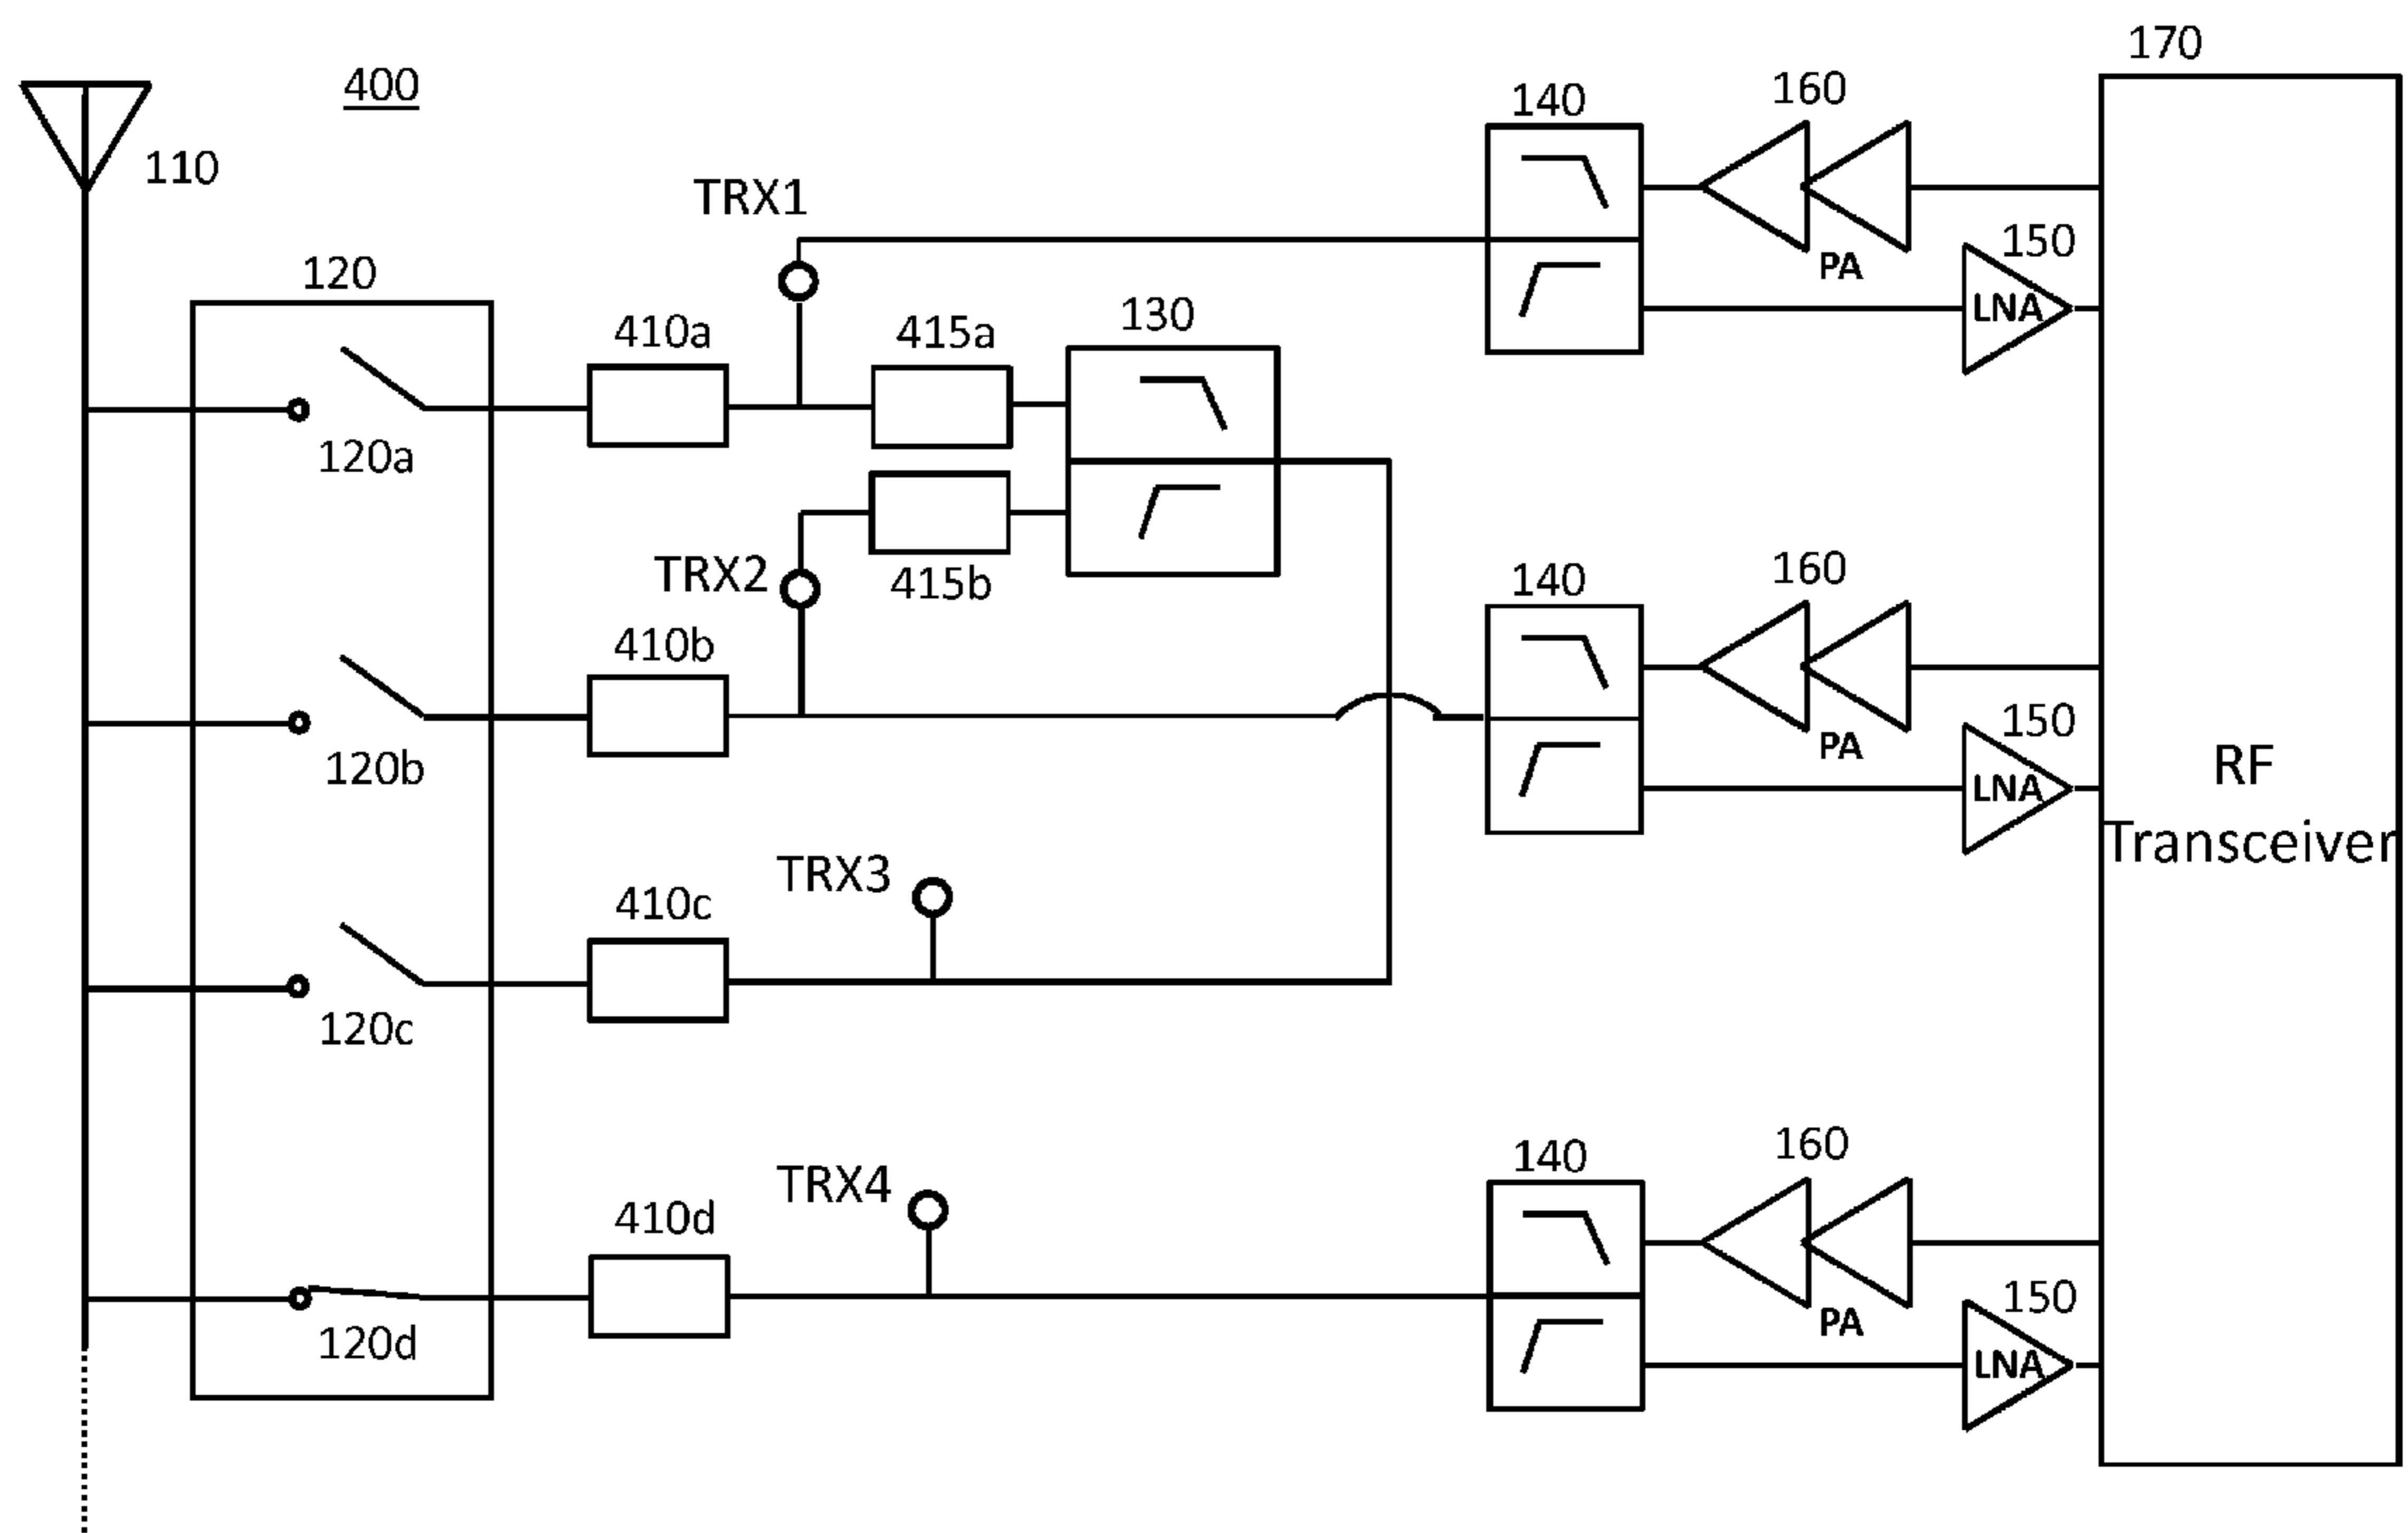 170
400
140
160
110
TRX1
PA
150
LNA
120
410a
415a
130
120a
TRX2
415b
140
160
410b
PA
150
LNA
120b
RF
Transceiver
TRX3
410c
120c
140
160
TRX4
410d
PA
150
LNA
120d